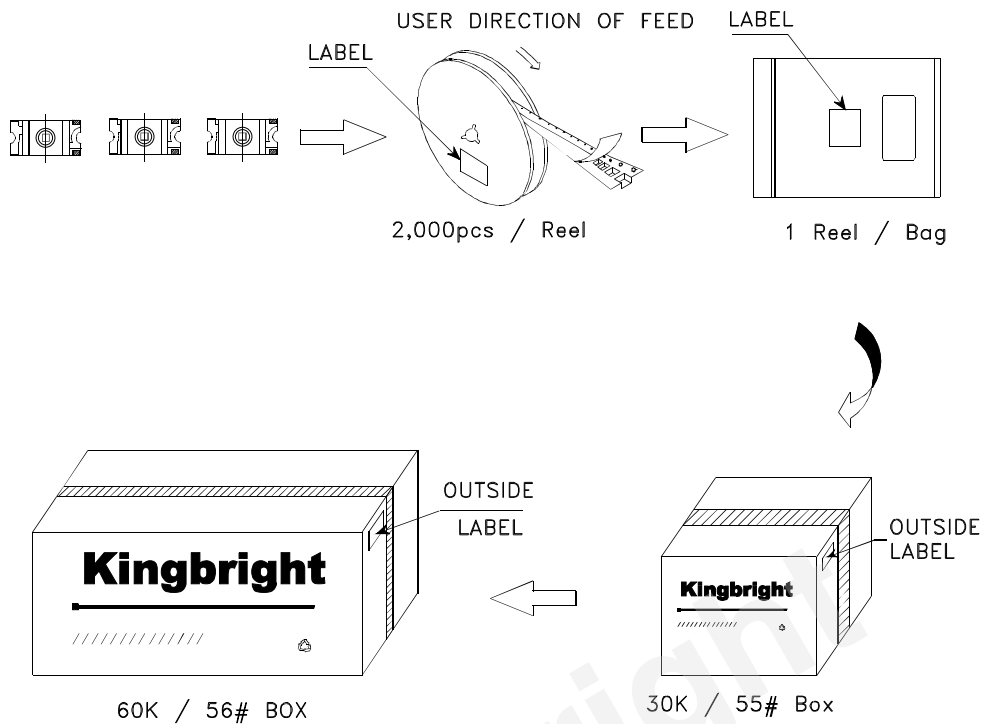 USER DIRECTION OF FEED
LABEL
LABEL
2,000pcs / Reel
1 Reel / Bag
OUTSIDE
LABEL
Kingbright
60K / 56# BOX
OUTSIDE
LABEL
Kingbright
30K / 55# Box
right